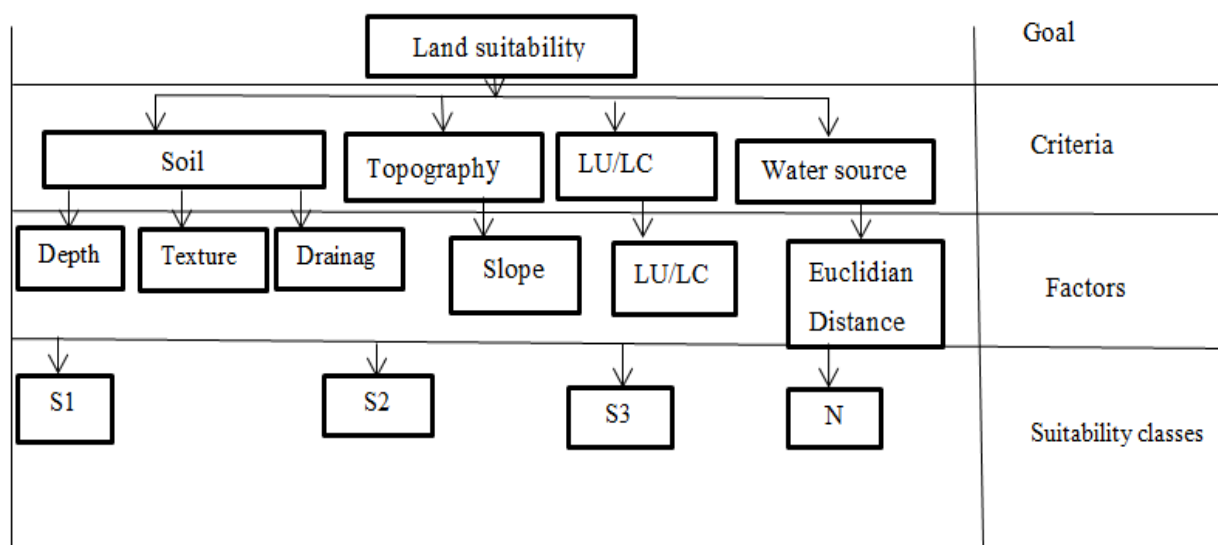 Land suitability
Goal
Soil
Topography
LU/LC
Water source
Criteria
Depth
Texture
Drainag
Slope
LU/LC
Euclidian
Distance
Factors
S1
S2
S3
N
Suitability classes